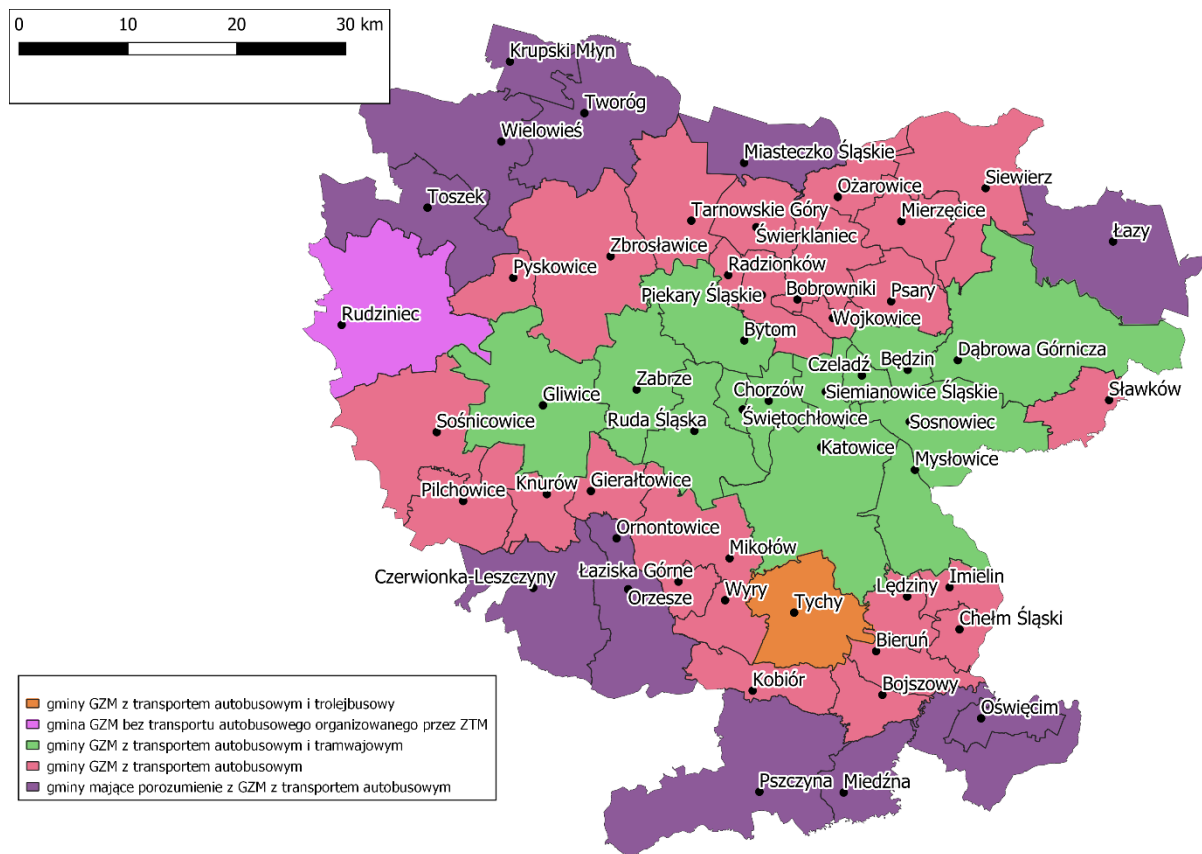 0 10 20 30 km
Krupski Młyn
Tworóg
Wielowieś
Miasteczko Śląskie
Toszek
Ożarowice
Siewierz
Tarnowskie Góry
Mierzęcice
Świerklaniec
Łazy
Zbrosławice
Radzionków
Pyskowice
Piekary Śląskie
Bobrowniki
Psary
Rudziniec
Wojkowice
Bytom
Czeladź
Będzin
Dąbrowa Górnicza
Zabrze
Chorzów
Siemianowice Śląskie
Sławków
Gliwice
Sośnicowice
Ruda Śląska
Świętochłowice
Sosnowiec
Katowice
Mysłowice
Pilchowice
Knurów
Gierałtowice
Ornontowice
Mikołów
Czerwionka-Leszczyny
Łaziska Górne
Orzesze
Wyry
Tychy
Lędziny
Imielin
Chełm Śląski
Bieruń
Kobiór
Bojszowy
Oświęcim
Pszczyna
Miedźna
gminy GZM z transportem autobusowym i trolejbusowy
gmina GZM bez transportu autobusowego organizowanego przez ZTM
gminy GZM z transportem autobusowym i tramwajowym
gminy GZM z transportem autobusowym
gminy mające porozumienie z GZM z transportem autobusowym